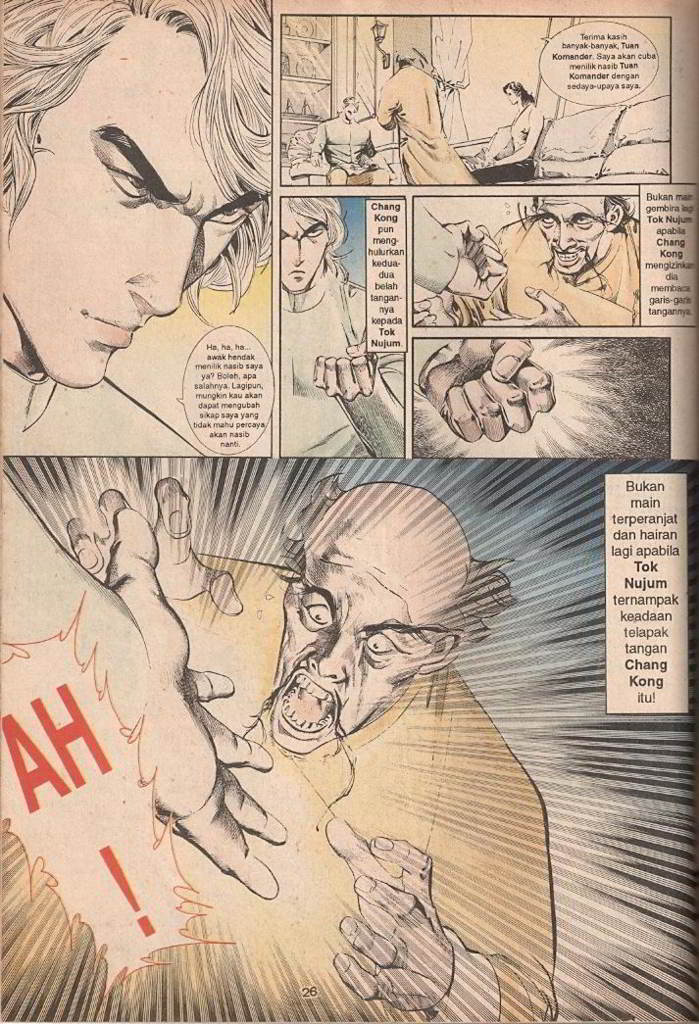 Terima kasih
banyak-banyak, Tuan
Komander. Saya akan cuba
menilik nasib Tuan
Komander dengan
sedaya-upaya saya.
Ha, ha, ha...
awak hendak
menilik nasib saya
ya? Boleh, apa
salahnya. Lagipun,
mungkin kau akan
dapat mengubah
sikap saya yang
tidak mahu percaya
akan nasib
nanti.
Chang
Kong
pun
meng-
hulurkan
kedua-
dua
belah
tangan-
nya
kepada
Tok
Nujum.
Bukan main
gembira lagi
Tok Nujum
apabila
Chang
Kong
mengizinkan
dia
membaca
garis-garis
tangannya.
Bukan
main
terperanjat
dan hairan
lagi apabila
Tok
Nujum
ternampak
keadaan
telapak
tangan
Chang
Kong
itu!
AH
!
26